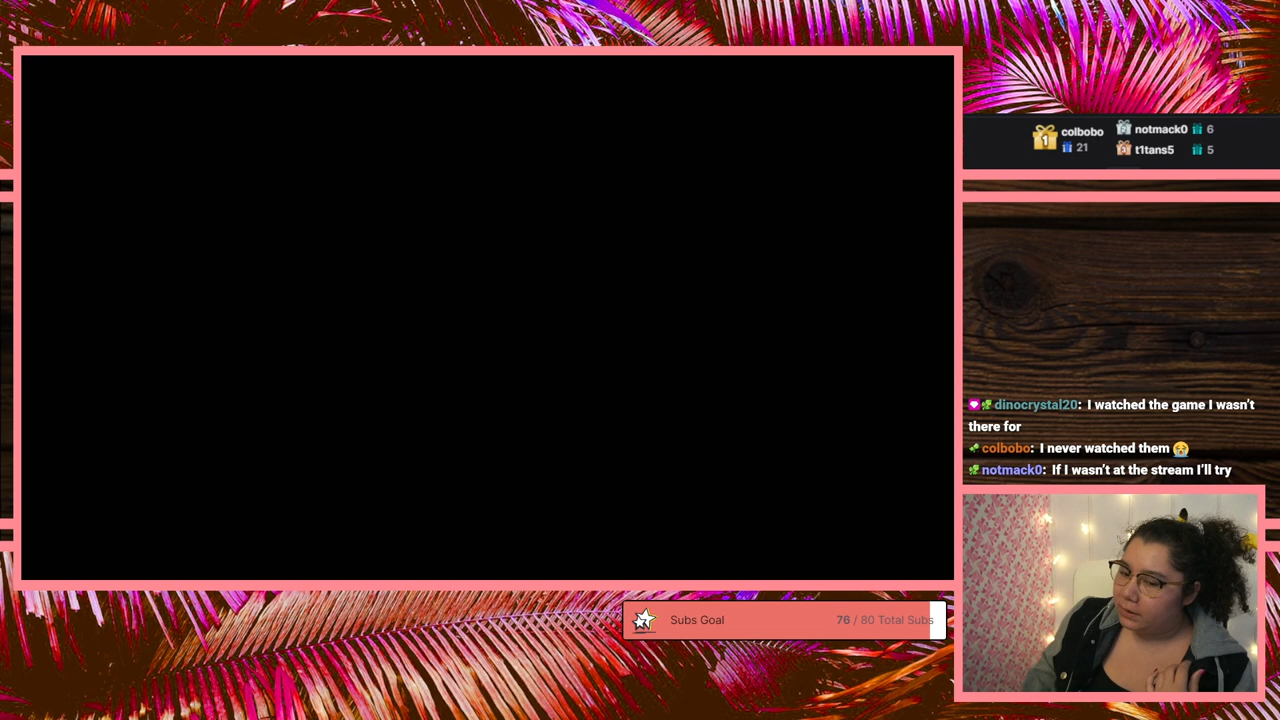 colbobo
21
notmack0 6
t1tans5 5
dinocrystal20: I watched the game I wasn't
there for
colbobo: I never watched them 😭
notmack0: If I wasn't at the stream I'll try
Subs Goal 76 / 80 Total Subs